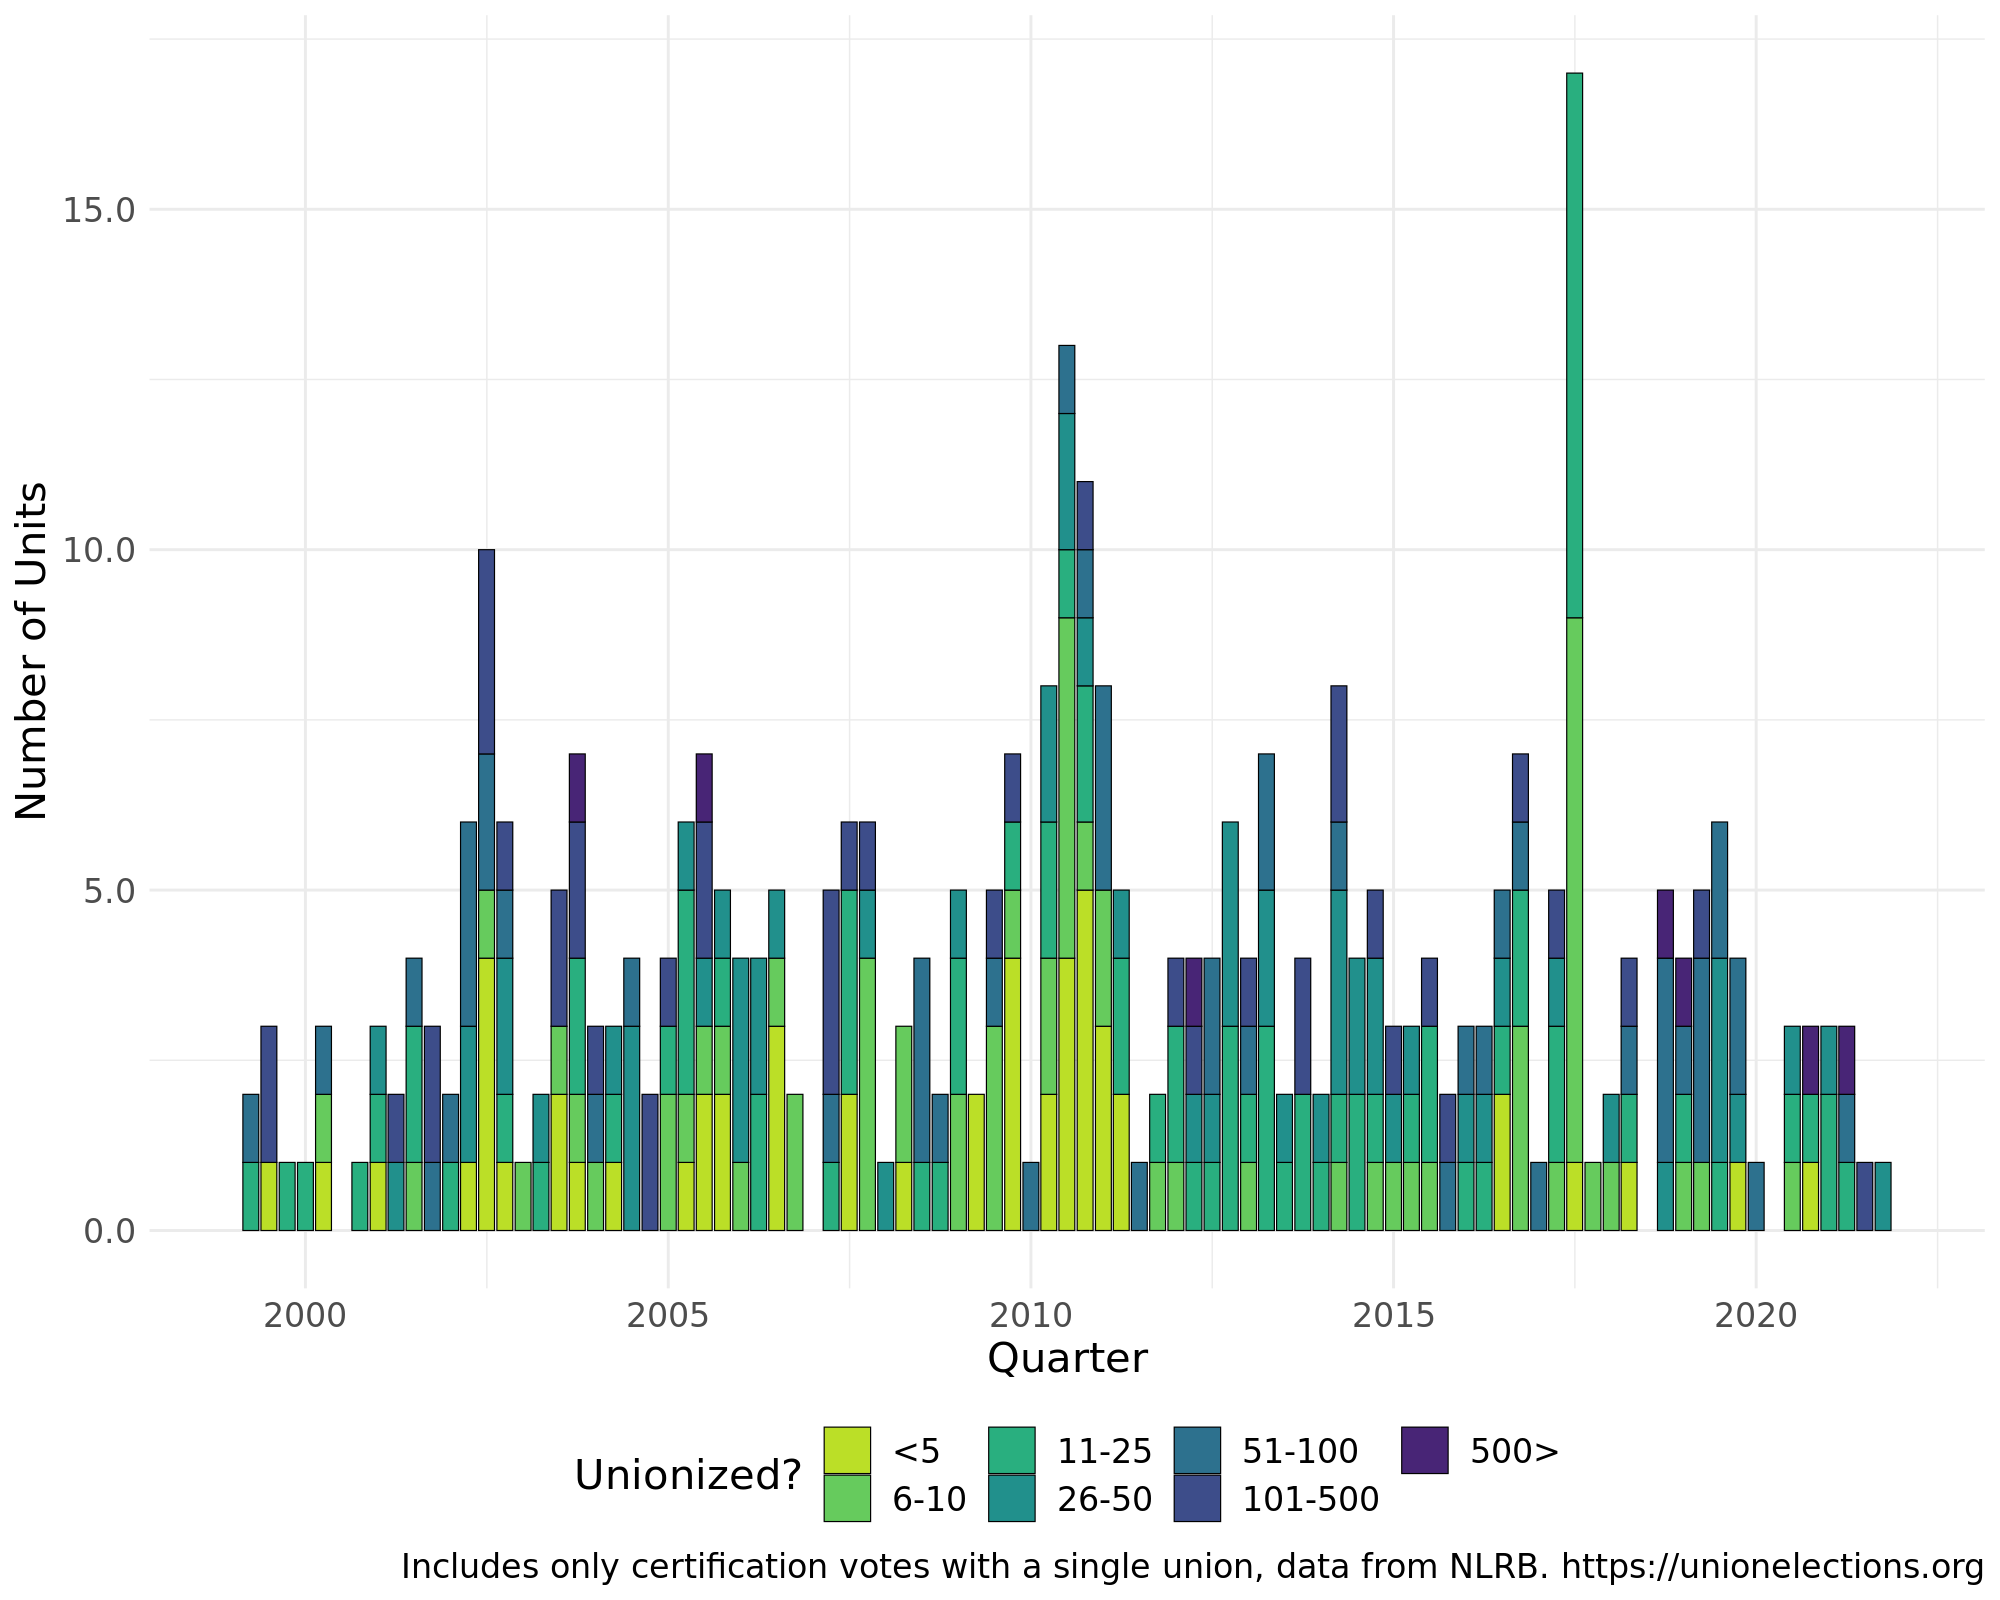 15.0
10.0
5.0
0.0
Number of Units
2000 2005 2010 2015 2020
Quarter
Unionized?
<5 11-25 51-100 500>
6-10 26-50 101-500
Includes only certification votes with a single union, data from NLRB. https://unionelections.org